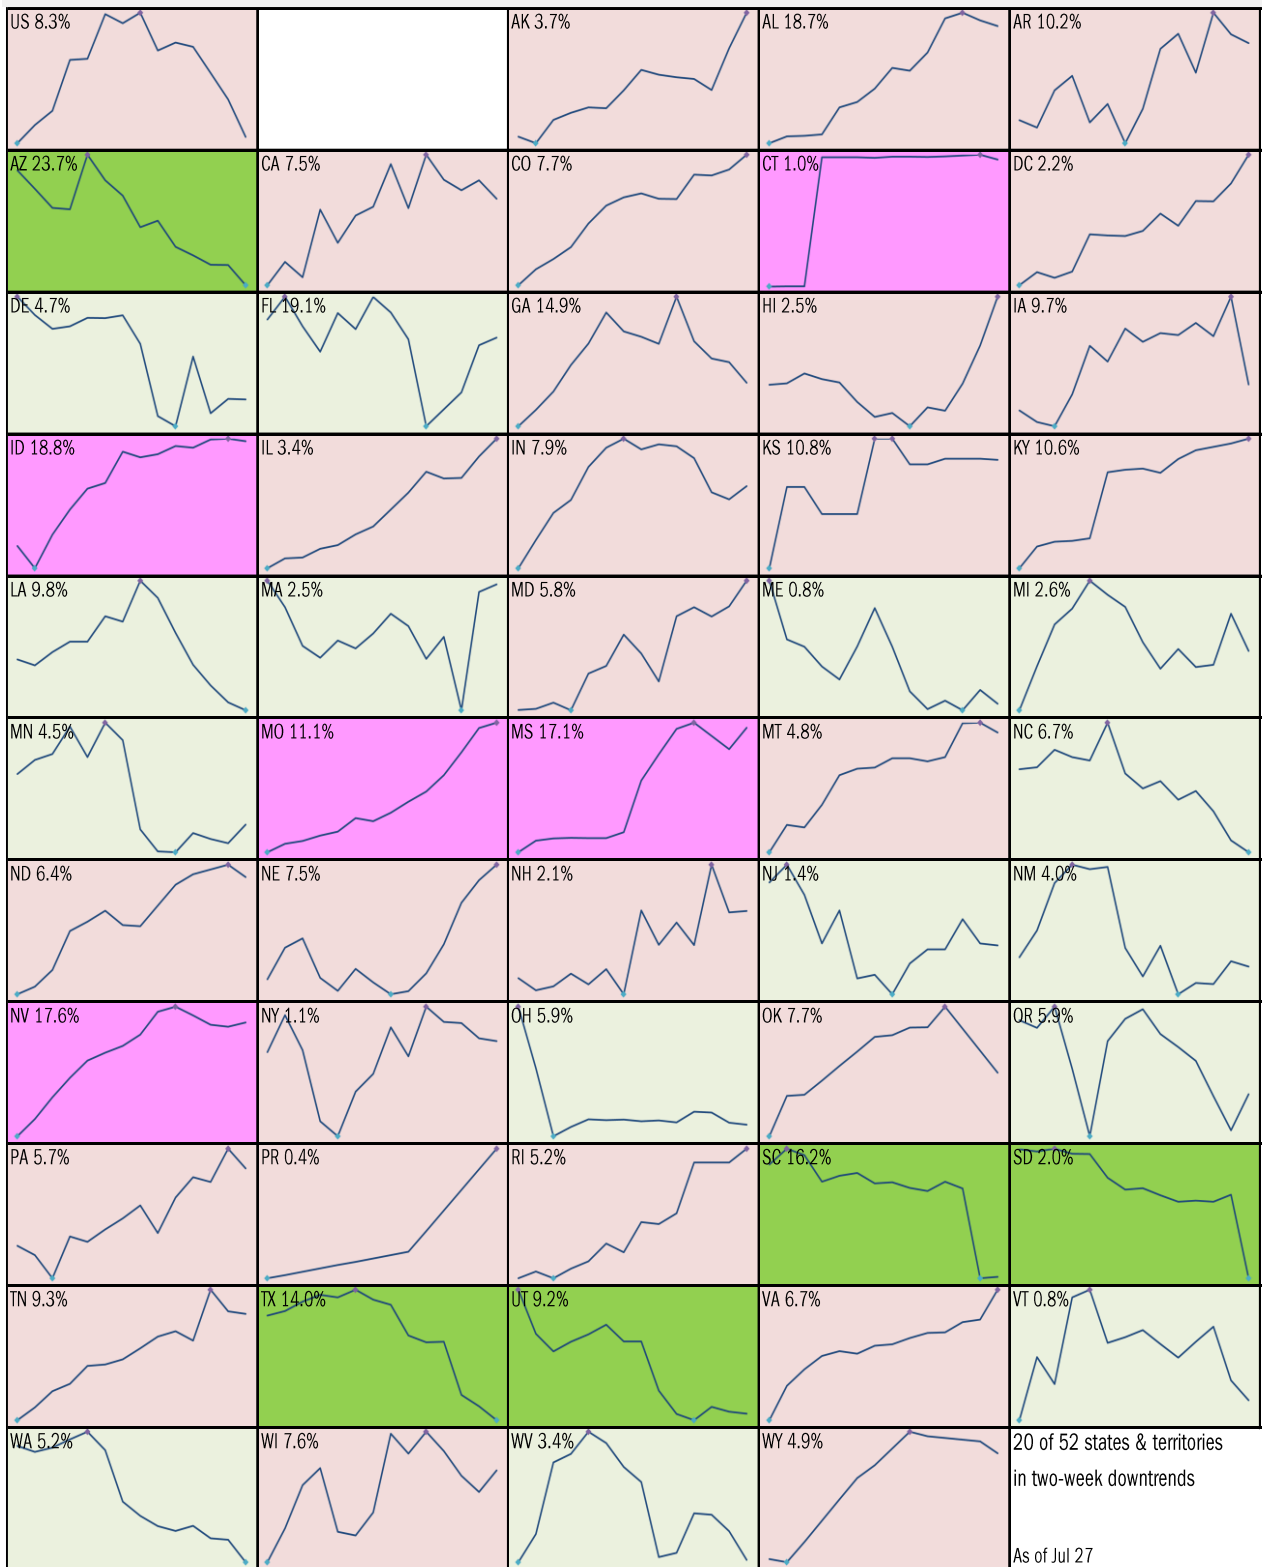 US 8.3%
AK 3.7%
AL 18.7%
AR 10.2%
AZ 23.7%
CA 7.5%
CO 7.7%
CT 1.0%
DC 2.2%
DE 4.7%
FL 19.1%
GA 14.9%
HI 2.5%
IA 9.7%
ID 18.8%
IL 3.4%
IN 7.9%
KS 10.8%
KY 10.6%
LA 9.8%
MA 2.5%
MD 5.8%
ME 0.8%
MI 2.6%
MN 4.5%
MO 11.1%
MS 17.1%
MT 4.8%
NC 6.7%
ND 6.4%
NE 7.5%
NH 2.1%
NJ 1.4%
NM 4.0%
NV 17.6%
NY 1.1%
OH 5.9%
OK 7.7%
OR 5.9%
PA 5.7%
PR 0.4%
RI 5.2%
SC 16.2%
SD 2.0%
TN 9.3%
TX 14.0%
UT 9.2%
VA 6.7%
VT 0.8%
WA 5.2%
WI 7.6%
WV 3.4%
WY 4.9%
20 of 52 states & territories
in two-week downtrends
As of Jul 27